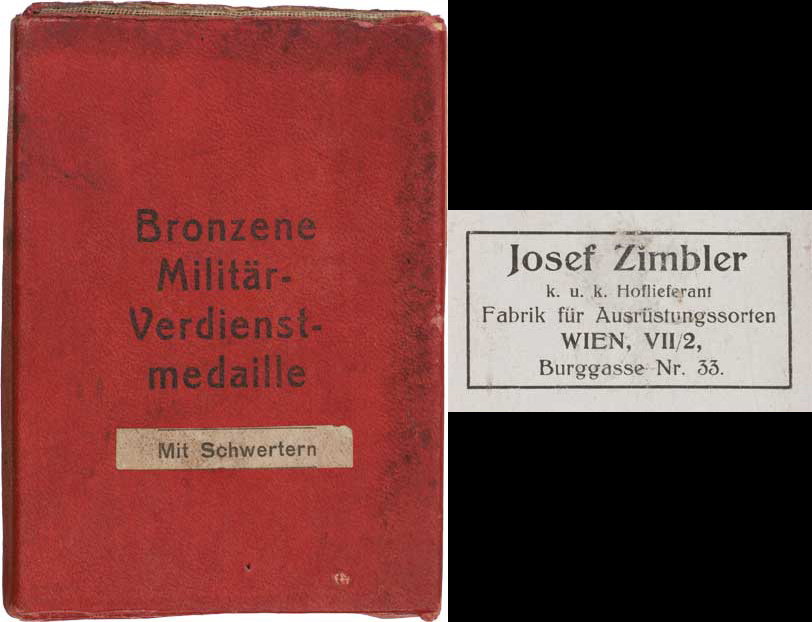 Bronzene
Militär-
Verdienst-
medaille
Mit Schwertern
Josef Zimbler
k. u. k. Hoflieferant
Fabrik für Ausrüstungssorten
WIEN, VII/2,
Burggasse Nr. 33.